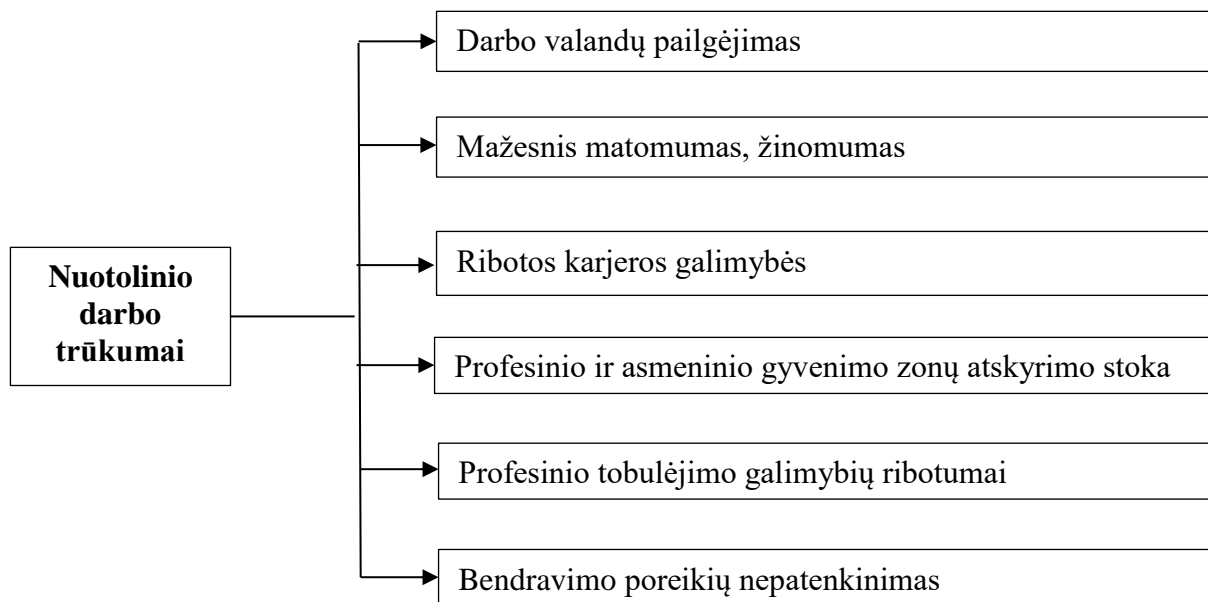 Darbo valandų pailgėjimas
Mažesnis matomumas, žinomumas
Ribotos karjeros galimybės
Nuotolinio
darbo
trūkumai
Profesinio ir asmeninio gyvenimo zonų atskyrimo stoka
Profesinio tobulėjimo galimybių ribotumai
Bendravimo poreikių nepatenkinimas